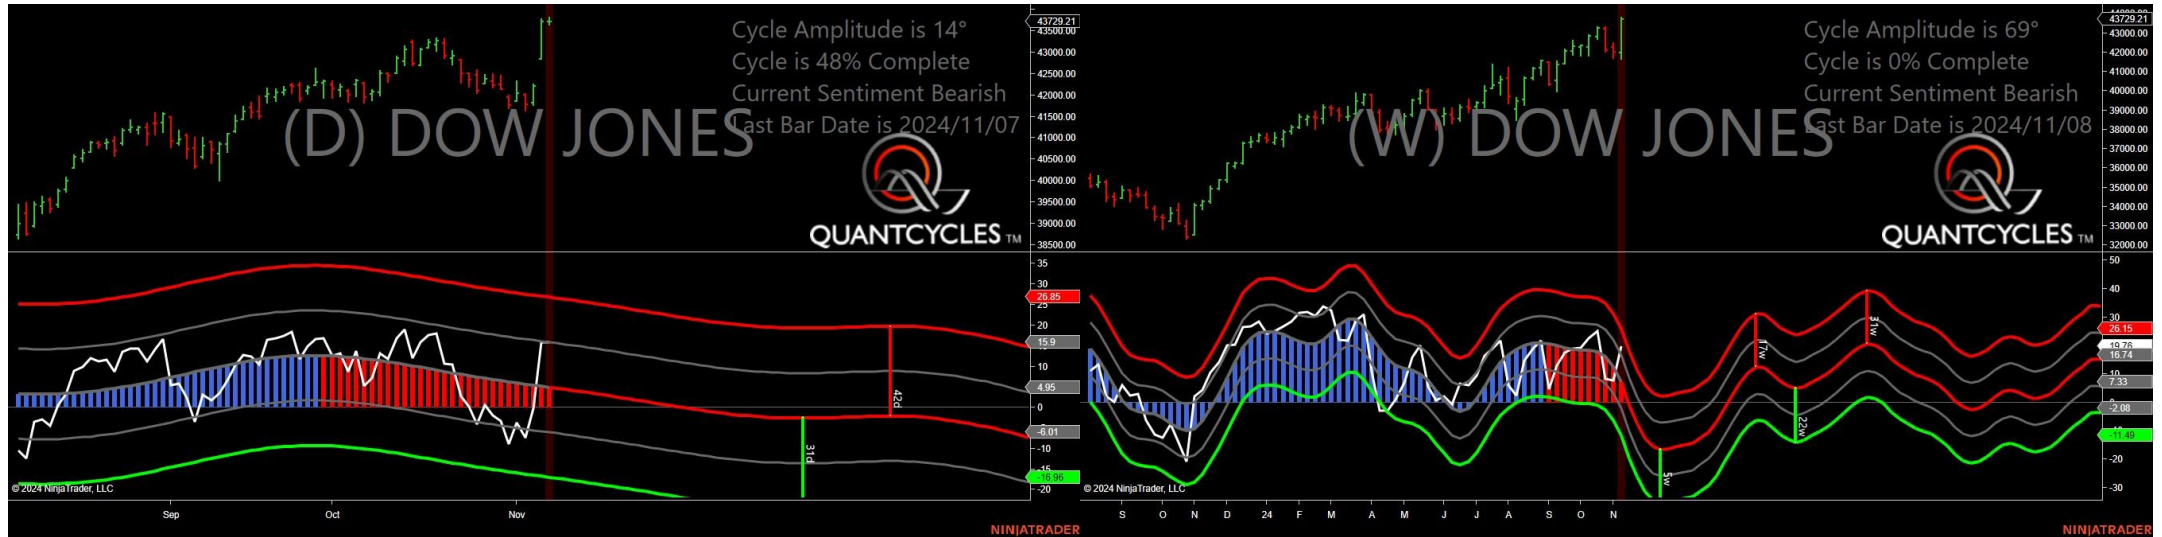 Cycle Amplitude is 14°
Cycle is 48% Complete
Current Sentiment Bearish
Last Bar Date is 2024/11/07
(D) DOW JONES
QUANTCYCLES TM
43729.21
43500.00
43000.00
42500.00
42000.00
41500.00
41000.00
40500.00
40000.00
39500.00
39000.00
38500.00
35
30
26.85
25
20
15.9
10
4.95
0
-6.01
-10
-15
-16.96
-20
42d
31d
© 2024 NinjaTrader, LLC
Sep
Oct
Nov
NINJATRADER
Cycle Amplitude is 69°
Cycle is 0% Complete
Current Sentiment Bearish
Last Bar Date is 2024/11/08
(W) DOW JONES
QUANTCYCLES TM
43729.21
43000.00
42000.00
41000.00
40000.00
39000.00
38000.00
37000.00
36000.00
35000.00
34000.00
33000.00
32000.00
50
40
30
26.15
19.76
16.74
10
7.33
-2.08
-11.49
-20
-30
17w
31w
22w
5w
© 2024 NinjaTrader, LLC
S
O
N
D
24
F
M
A
M
J
J
A
S
O
N
NINJATRADER